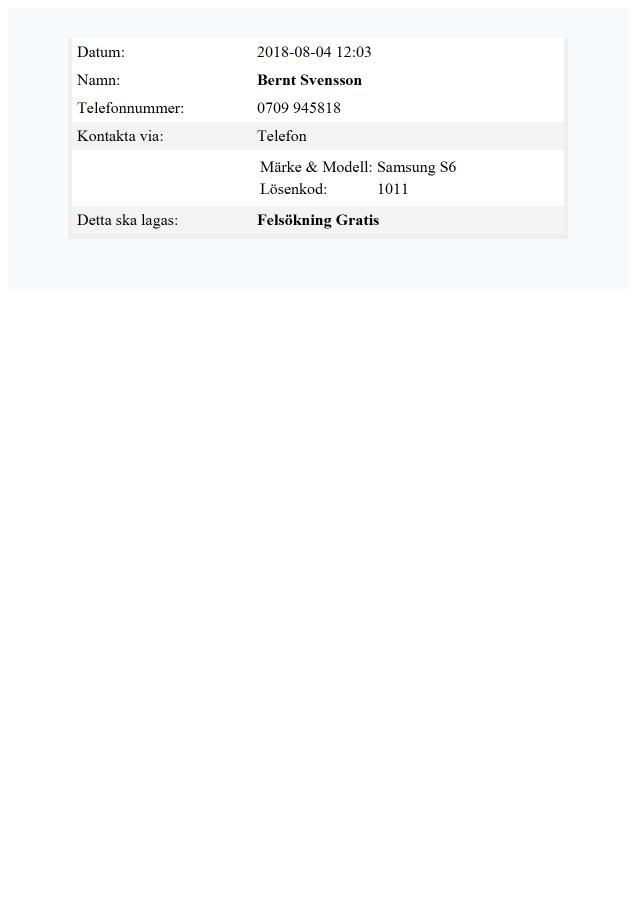 Datum: 2018-08-04 12:03
Namn: Bernt Svensson
Telefonnummer: 0709 945818
Kontakta via: Telefon
Märke & Modell: Samsung S6
Lösenkod: 1011
Detta ska lagas: Felsökning Gratis